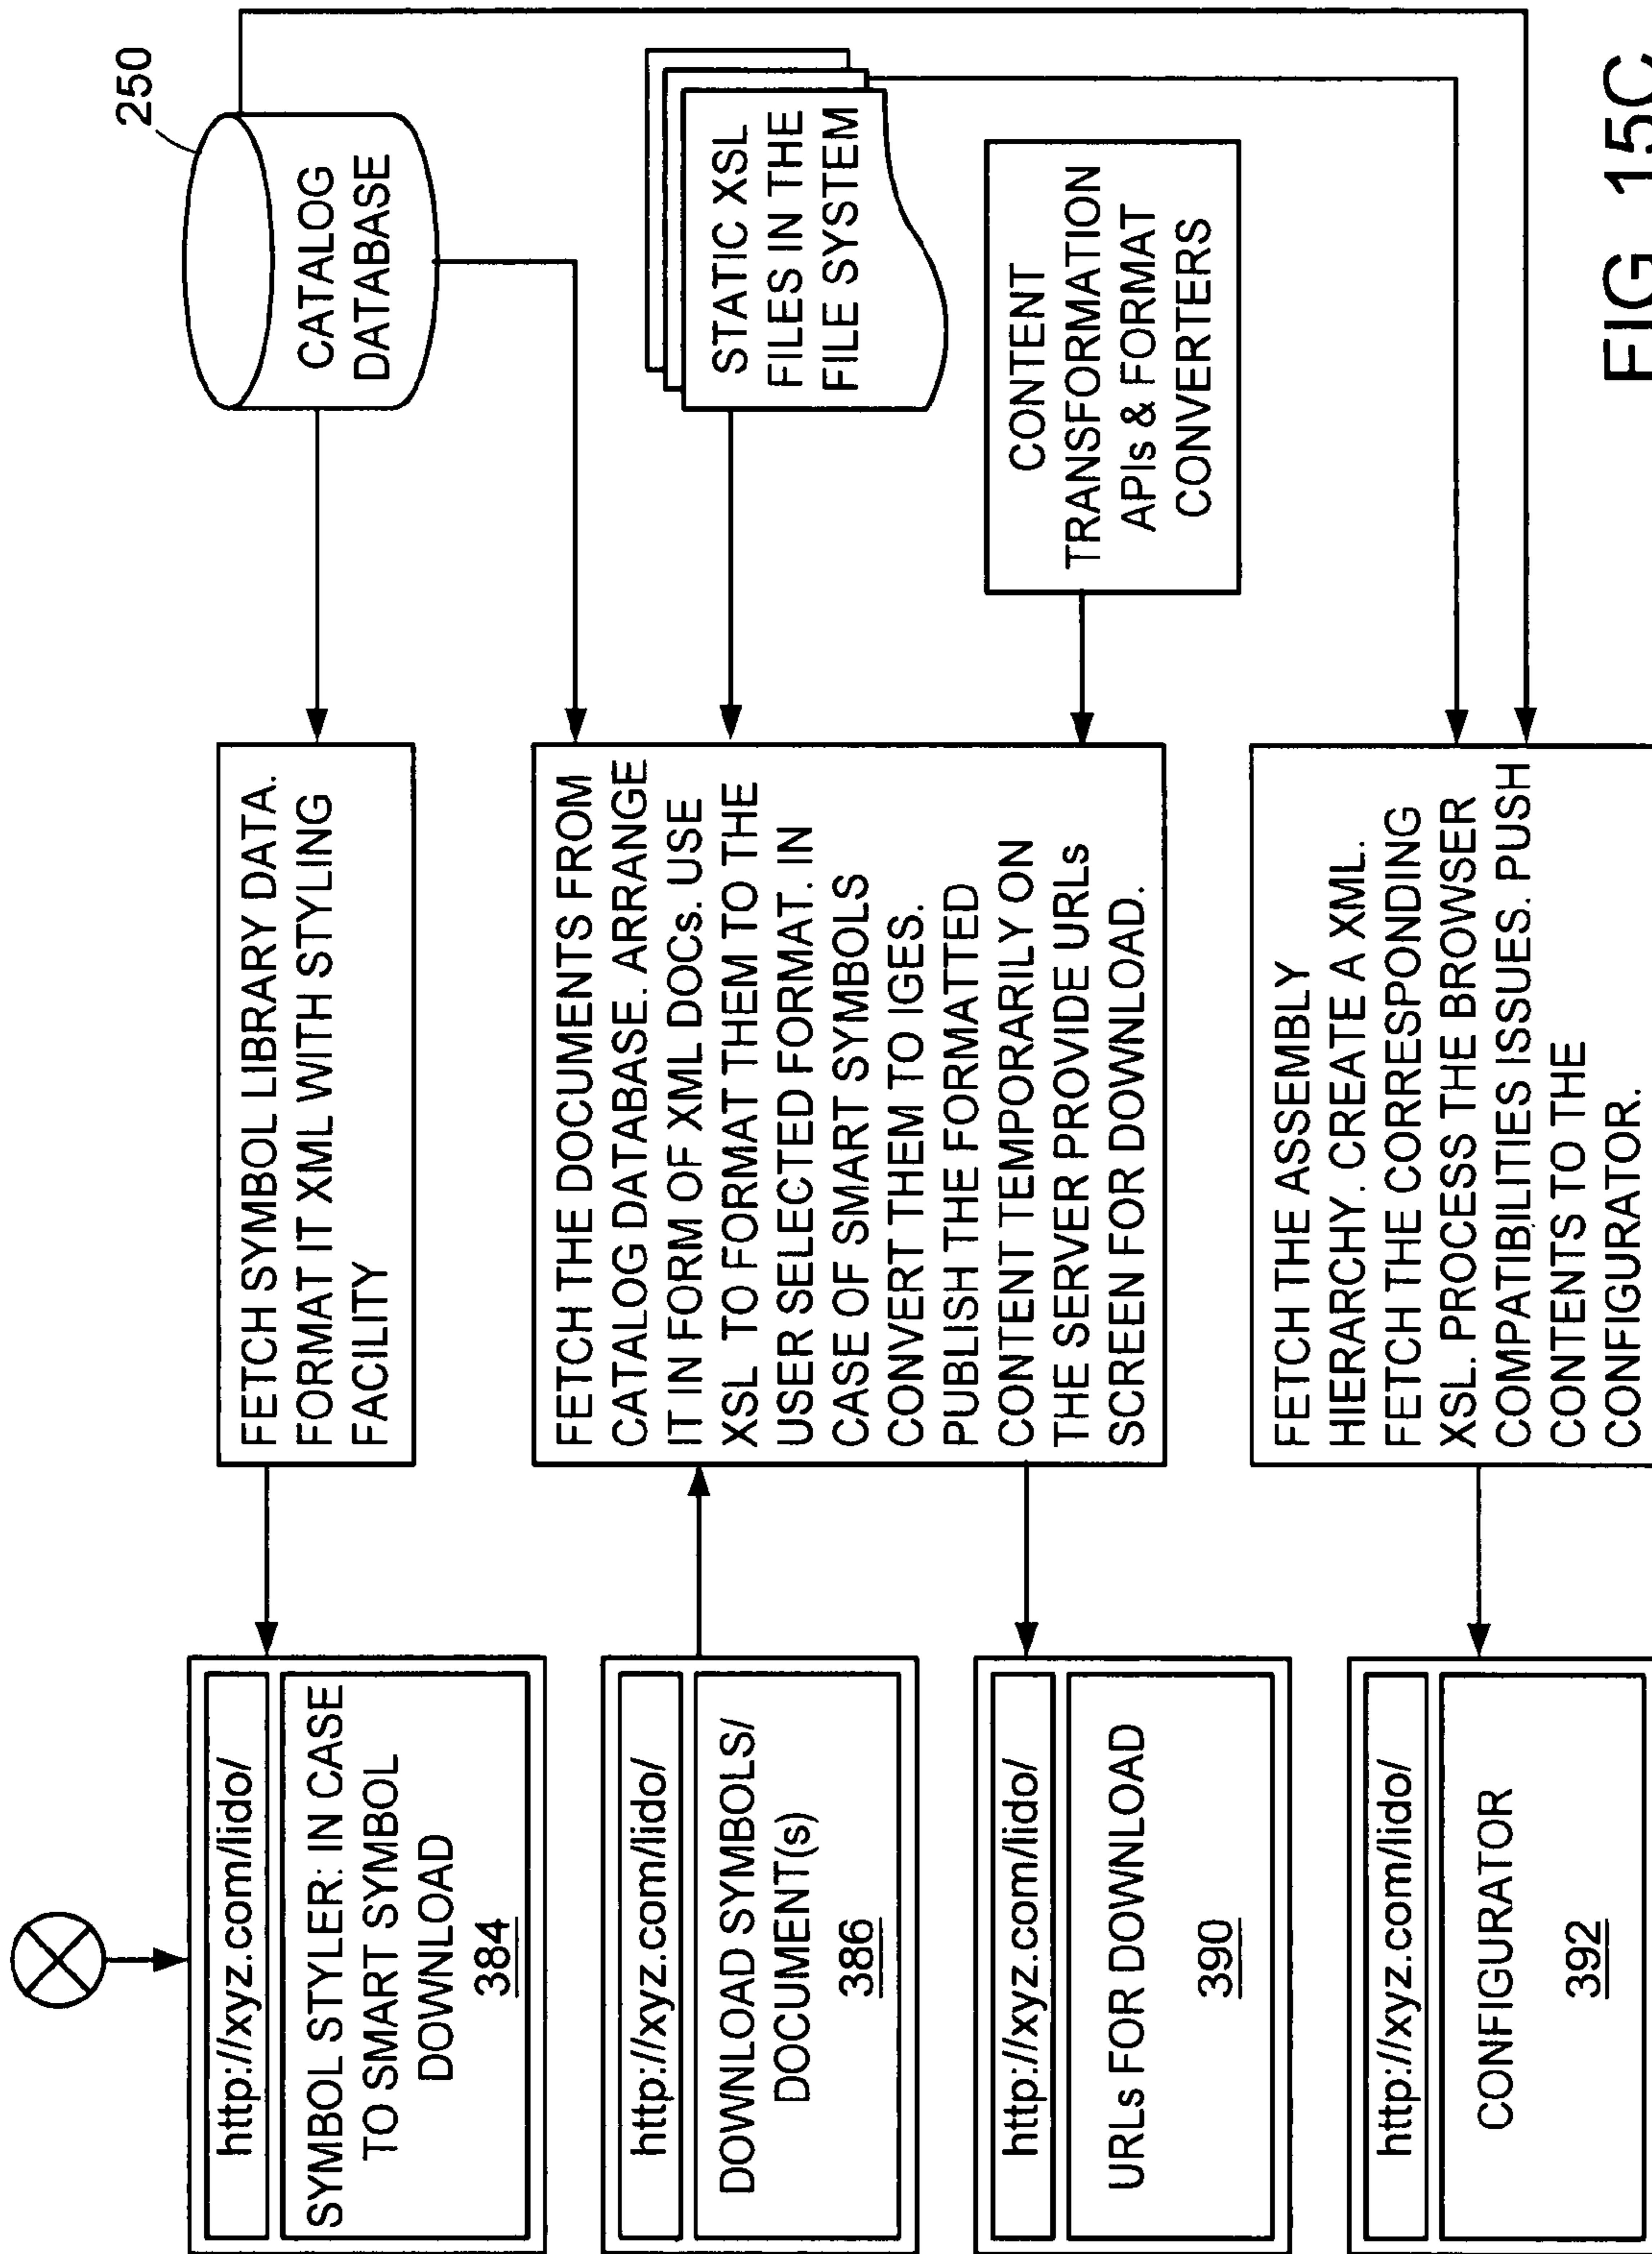 http://xyz.com/lido/
SYMBOL STYLER: IN CASE
TO SMART SYMBOL
DOWNLOAD
384
FETCH SYMBOL LIBRARY DATA.
FORMAT IT XML WITH STYLING
FACILITY
250
CATALOG
DATABASE
http://xyz.com/lido/
DOWNLOAD SYMBOLS/
DOCUMENT(s)
386
FETCH THE DOCUMENTS FROM
CATALOG DATABASE. ARRANGE
IT IN FORM OF XML DOCs. USE
XSL TO FORMAT THEM TO THE
USER SELECTED FORMAT. IN
CASE OF SMART SYMBOLS
CONVERT THEM TO IGES.
PUBLISH THE FORMATTED
CONTENT TEMPORARILY ON
THE SERVER PROVIDE URLs
SCREEN FOR DOWNLOAD.
STATIC XSL
FILES IN THE
FILE SYSTEM
http://xyz.com/lido/
URLs FOR DOWNLOAD
390
CONTENT
TRANSFORMATION
APIs & FORMAT
CONVERTERS
http://xyz.com/lido/
CONFIGURATOR
392
FETCH THE ASSEMBLY
HIERARCHY. CREATE A XML.
FETCH THE CORRESPONDING
XSL. PROCESS THE BROWSER
COMPATIBILITIES ISSUES. PUSH
CONTENTS TO THE
CONFIGURATOR.
FIG. 15C